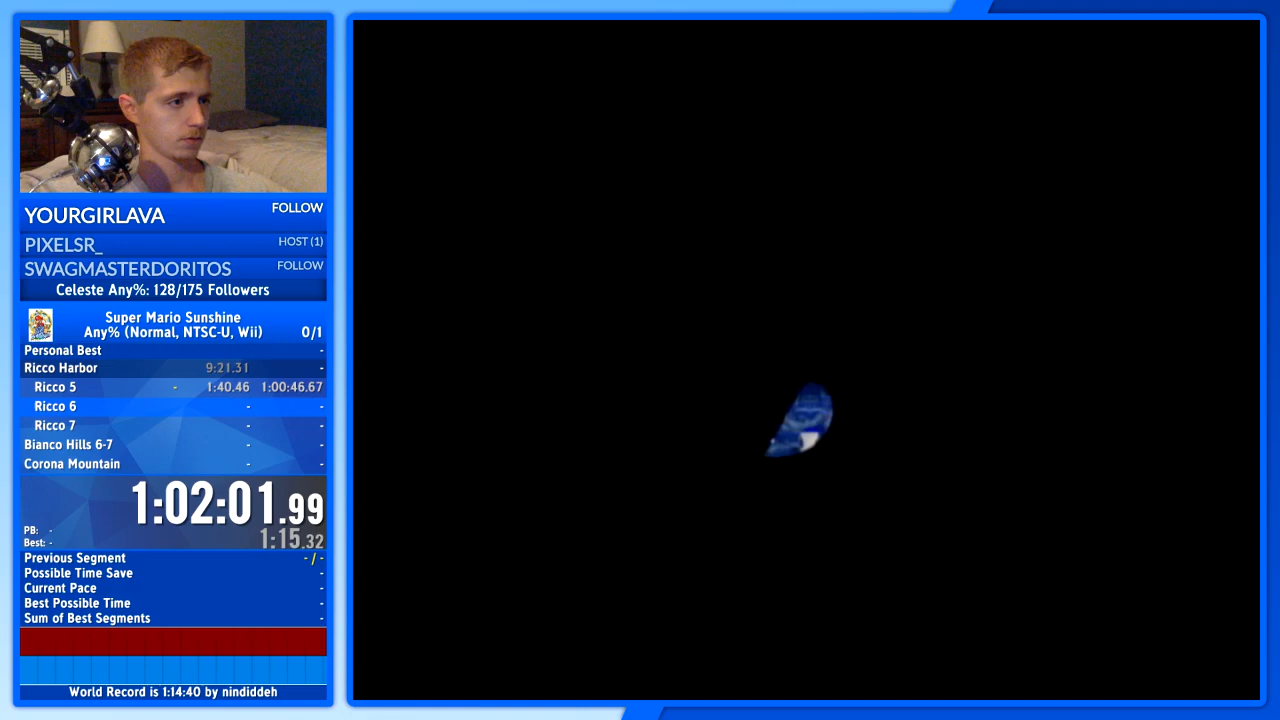 YOURGIRLAVA FOLLOW
PIXELSR_ HOST (1)
SWAGMASTERDORITOS FOLLOW
Celeste Any%: 128/175 Followers
Super Mario Sunshine
Any% (Normal, NTSC-U, Wii) 0/1
Personal Best -
Ricco Harbor 9:21.31 -
Ricco 5 - 1:40.46 1:00:46.67
Ricco 6 - -
Ricco 7 - -
Bianco Hills 6-7 - -
Corona Mountain - -
1:02:01.99
PB: -
Best: - 1:15.32
Previous Segment - / -
Possible Time Save -
Current Pace -
Best Possible Time -
Sum of Best Segments -
World Record is 1:14:40 by nindiddeh